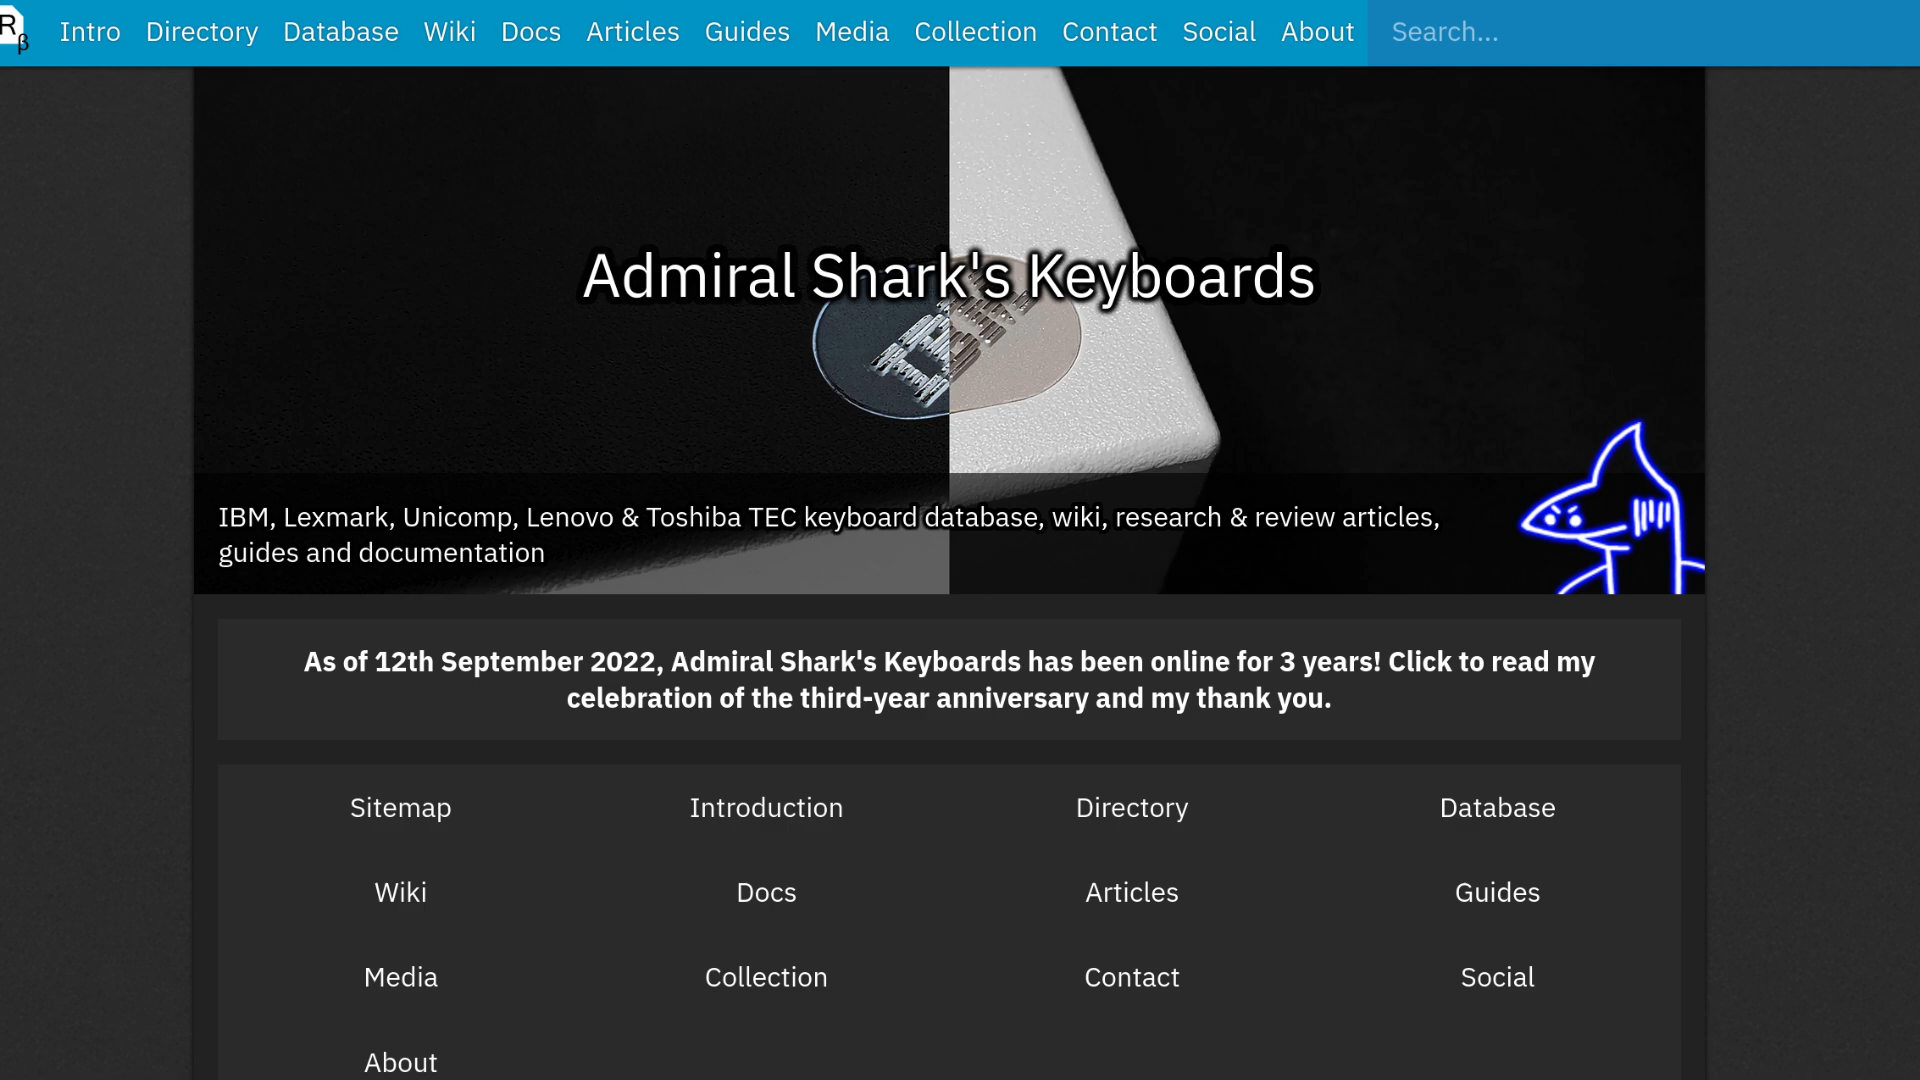 R
β
Intro Directory Database Wiki Docs Articles Guides Media Collection Contact Social About Search...
Admiral Shark's Keyboards
IBM
IBM, Lexmark, Unicomp, Lenovo & Toshiba TEC keyboard database, wiki, research & review articles,
guides and documentation
As of 12th September 2022, Admiral Shark's Keyboards has been online for 3 years! Click to read my
celebration of the third-year anniversary and my thank you.
Sitemap Introduction Directory Database
Wiki Docs Articles Guides
Media Collection Contact Social
About